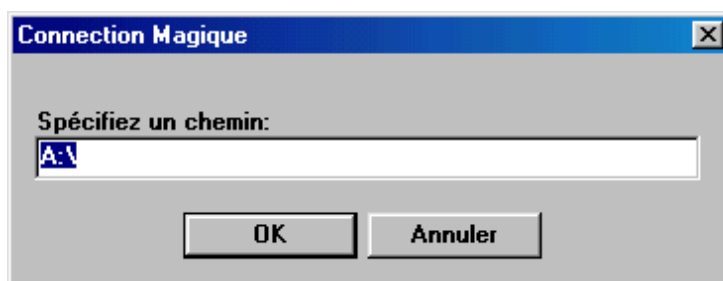 Connection Magique
Spécifiez un chemin:
A:\
OK Annuler